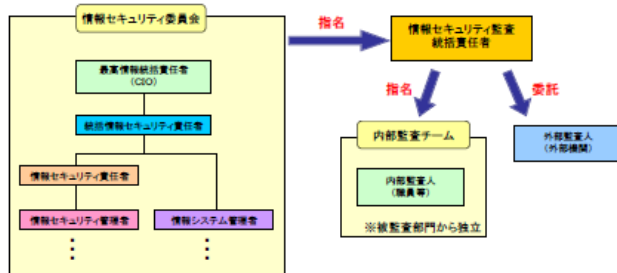 情報セキュリティ委員会
最高情報統括責任者
(CIO)
統括情報セキュリティ責任者
情報セキュリティ責任者
情報セキュリティ管理者
情報システム管理者
指名
情報セキュリティ監査
統括責任者
指名
委託
内部監査チーム
内部監査人
(職員等)
※被監査部門から独立
外部監査人
(外部機関)